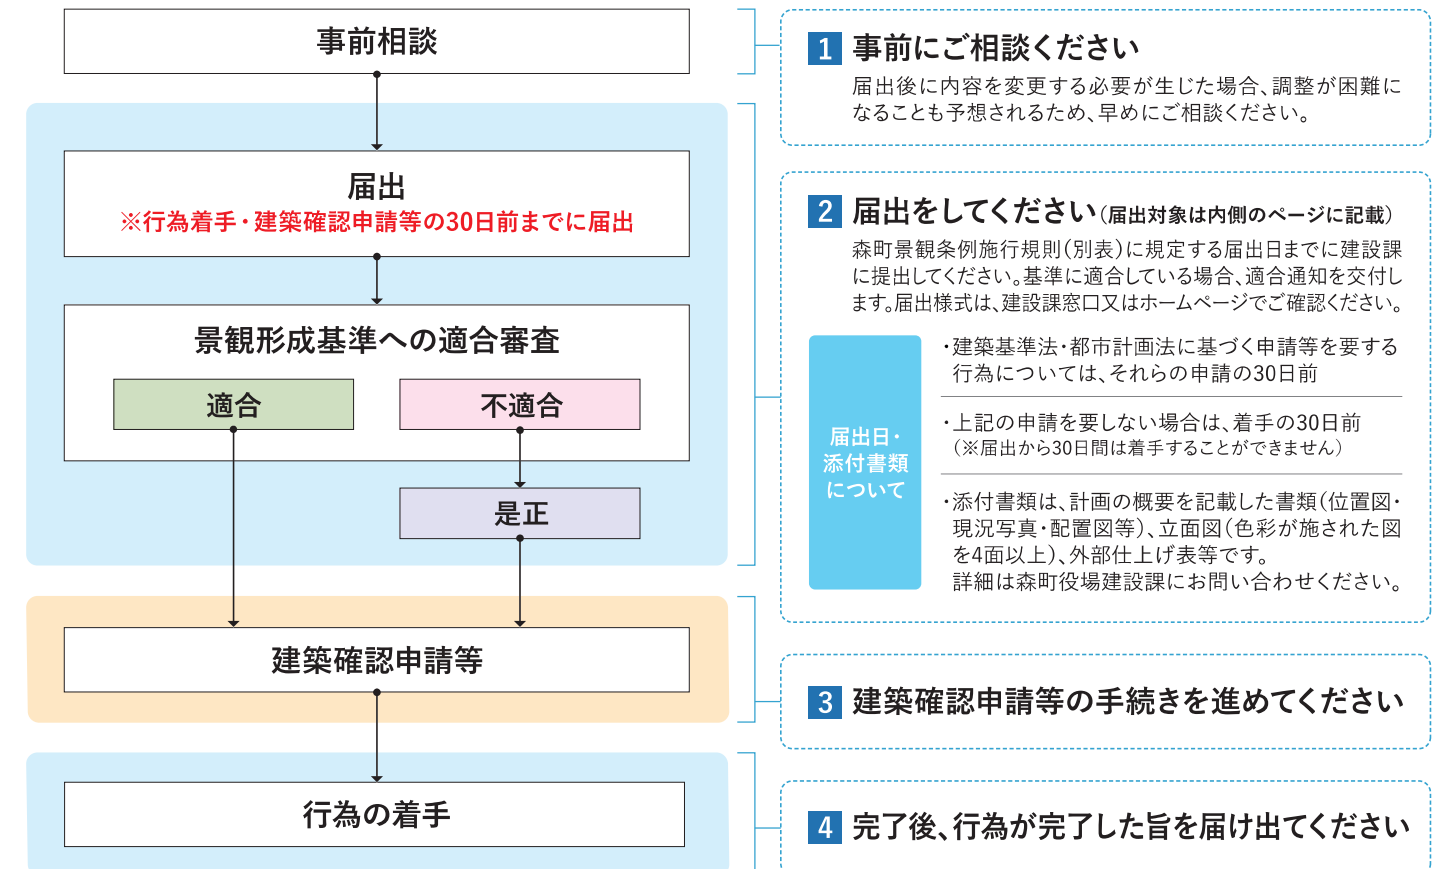 事前相談
届出
※行為着手・建築確認申請等の30日前までに届出
景観形成基準への適合審査
適合
不適合
是正
建築確認申請等
行為の着手
1 事前にご相談ください
届出後に内容を変更する必要が生じた場合、調整が困難に
なることも予想されるため、早めにご相談ください。
2 届出をしてください（届出対象は内側のページに記載）
森町景観条例施行規則（別表）に規定する届出日までに建設課
に提出してください。基準に適合している場合、適合通知を交付し
ます。届出様式は、建設課窓口又はホームページでご確認ください。
届出日・
添付書類
について
・建築基準法・都市計画法に基づく申請等を要する
行為については、それらの申請の30日前
・上記の申請を要しない場合は、着手の30日前
（※届出から30日間は着手することができません）
・添付書類は、計画の概要を記載した書類（位置図・
現況写真・配置図等）、立面図（色彩が施された図
を4面以上）、外部仕上げ表等です。
詳細は森町役場建設課にお問い合わせください。
3 建築確認申請等の手続きを進めてください
4 完了後、行為が完了した旨を届け出てください